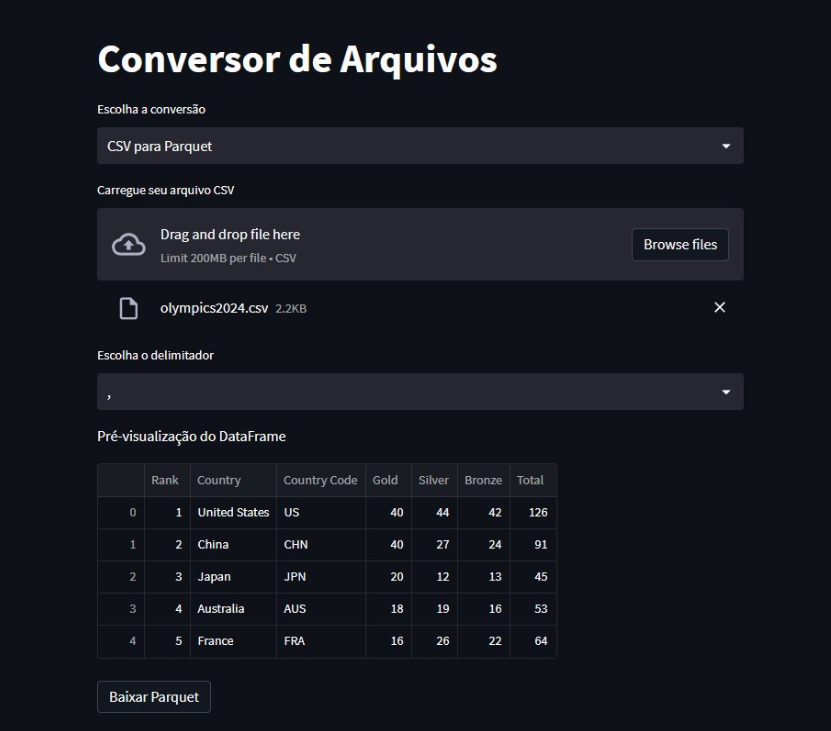 Conversor de Arquivos
Escolha a conversão
CSV para Parquet
Carregue seu arquivo CSV
Drag and drop file here
Limit 200MB per file • CSV
Browse files
olympics2024.csv 2.2KB
Escolha o delimitador
,
Pré-visualização do DataFrame
Rank Country Country Code Gold Silver Bronze Total
0 1 United States US 40 44 42 126
1 2 China CHN 40 27 24 91
2 3 Japan JPN 20 12 13 45
3 4 Australia AUS 18 19 16 53
4 5 France FRA 16 26 22 64
Baixar Parquet